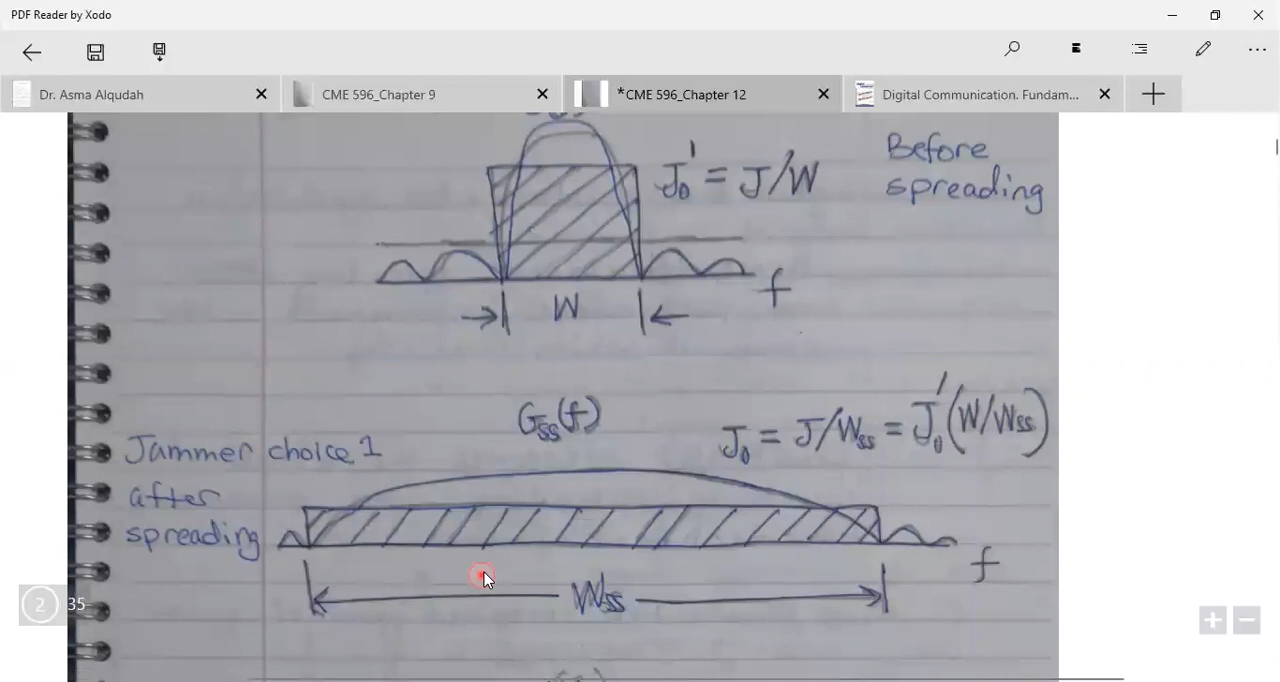 PDF Reader by Xodo
Dr. Asma Alqudah
CME 596_Chapter 9
*CME 596_Chapter 12
Digital Communication. Fundam...
J₀' = J/W
Before
spreading
f
W
Gss(f)
J₀ = J/Wss = J₀'(W/Wss)
Jammer choice 1
after
spreading
f
Wss
2 35